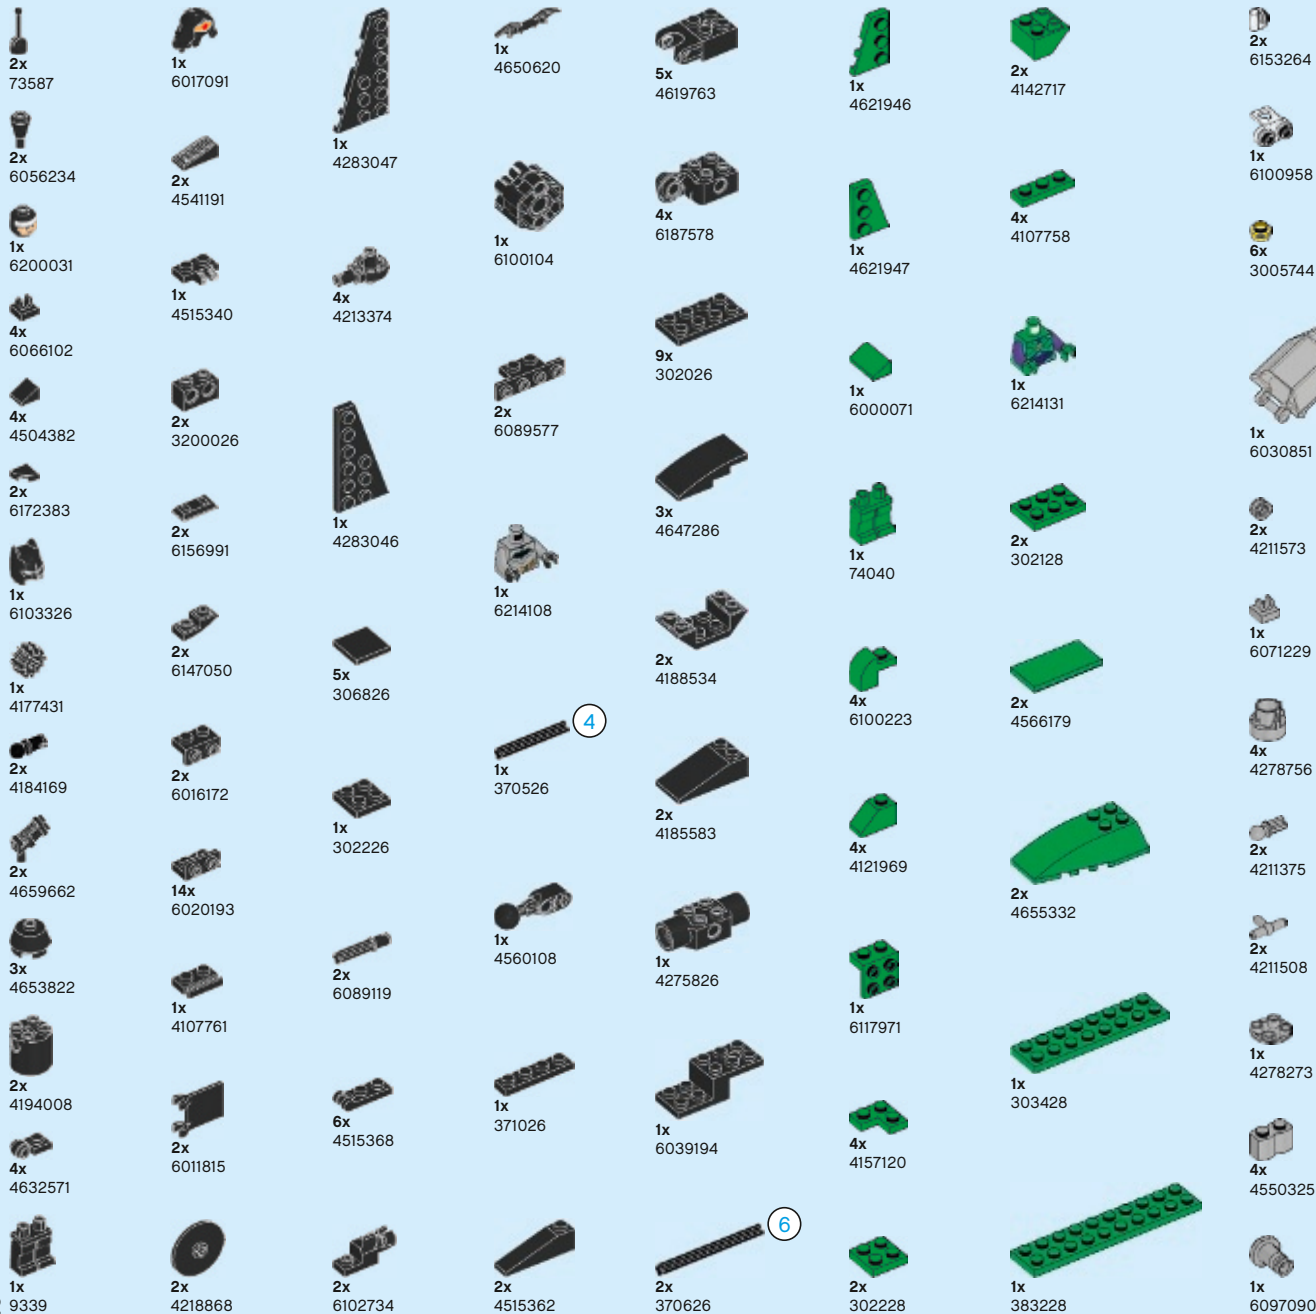 2x
73587
2x
6056234
1x
6200031
4x
6066102
4x
4504382
2x
6172383
1x
6103326
1x
4177431
2x
4184169
2x
4659662
3x
4653822
2x
4194008
4x
4632571
1x
9339
1x
6017091
2x
4541191
1x
4515340
2x
3200026
2x
6156991
2x
6147050
2x
6016172
14x
6020193
1x
4107761
2x
6011815
2x
4218868
1x
4283047
4x
4213374
1x
4283046
5x
306826
1x
302226
2x
6089119
6x
4515368
2x
6102734
1x
4650620
1x
6100104
2x
6089577
1x
6214108
4
1x
370526
1x
4560108
1x
371026
2x
4515362
5x
4619763
4x
6187578
9x
302026
3x
4647286
2x
4188534
2x
4185583
1x
4275826
1x
6039194
6
2x
370626
1x
4621946
1x
4621947
1x
6000071
1x
74040
4x
6100223
4x
4121969
1x
6117971
4x
4157120
2x
302228
2x
4142717
4x
4107758
1x
6214131
2x
302128
2x
4566179
2x
4655332
1x
303428
1x
383228
2x
6153264
1x
6100958
6x
3005744
1x
6030851
2x
4211573
1x
6071229
4x
4278756
2x
4211375
2x
4211508
1x
4278273
4x
4550325
1x
6097090